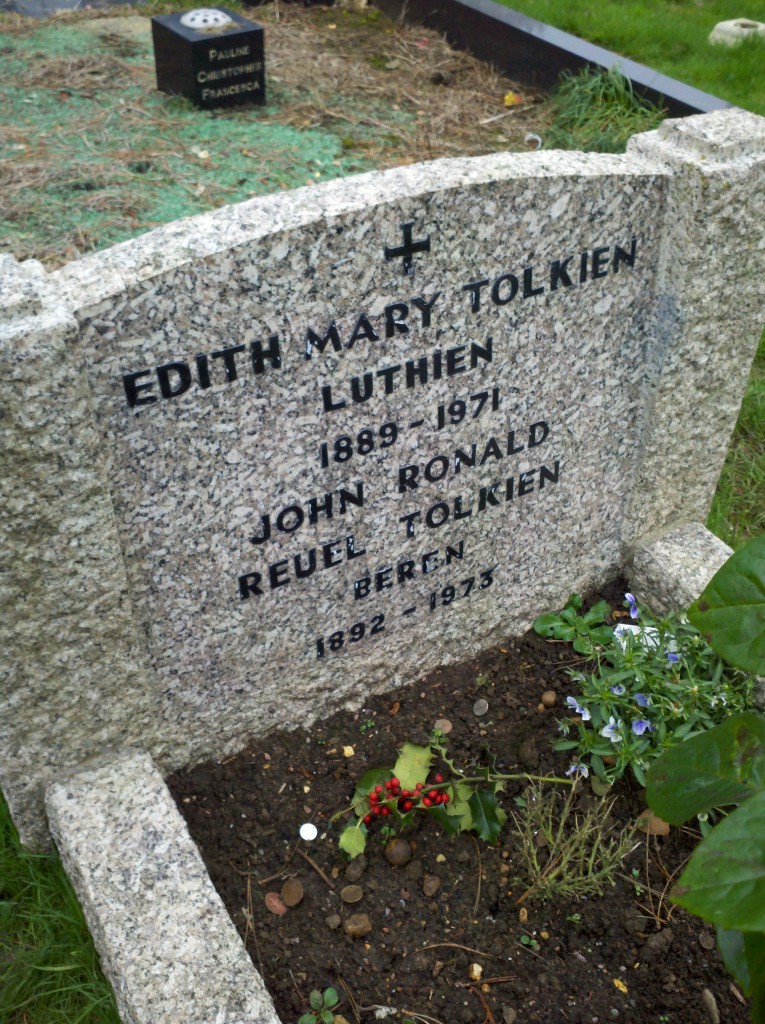 PAULINE
CHRISTOPHER
FRANCESCA
EDITH MARY TOLKIEN
LUTHIEN
1889 - 1971
JOHN RONALD
REUEL TOLKIEN
BEREN
1892 - 1973